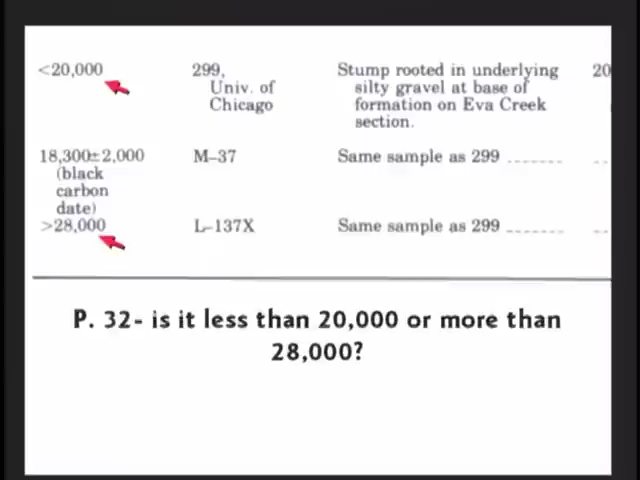 <20,000 299, Stump rooted in underlying 20
Univ. of silty gravel at base of
Chicago formation on Eva Creek
section.
18,300±2,000 M–37 Same sample as 299 ........
(black
carbon
date)
>28,000 L–137X Same sample as 299 ........
P. 32- is it less than 20,000 or more than
28,000?